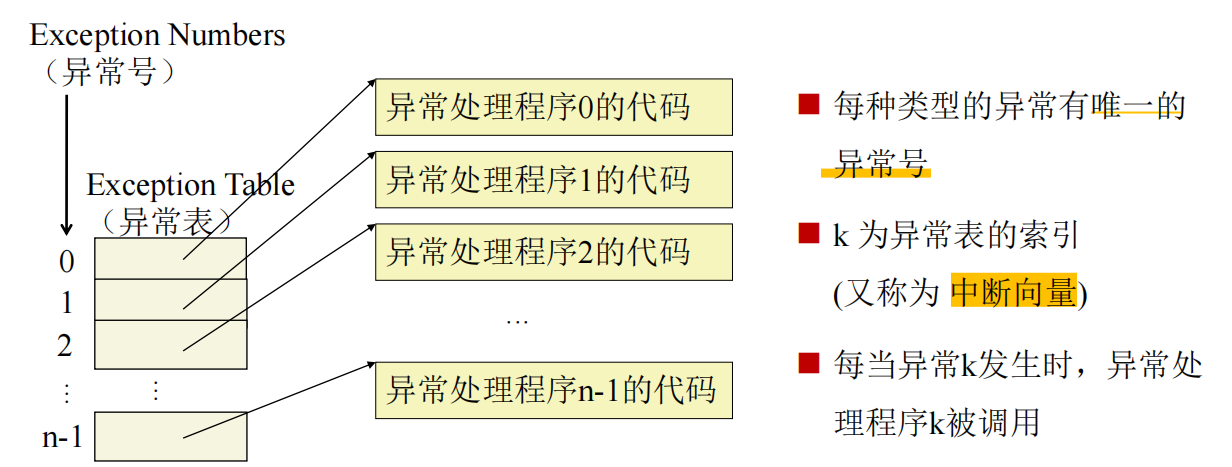 Exception Numbers
（异常号）
Exception Table
（异常表）
0
1
2
⋮
⋮
n-1
异常处理程序0的代码
异常处理程序1的代码
异常处理程序2的代码
…
异常处理程序n-1的代码
每种类型的异常有唯一的
异常号
k 为异常表的索引
(又称为 中断向量)
每当异常k发生时，异常处
理程序k被调用